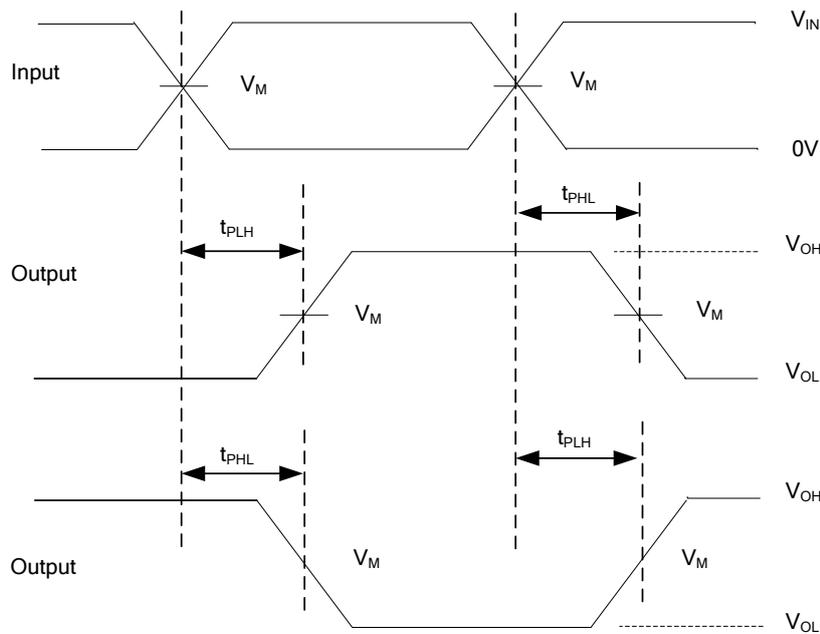 V_IN
Input
V_M
V_M
0V
t_PLH
t_PHL
V_OH
Output
V_M
V_M
V_OL
t_PHL
t_PLH
V_OH
Output
V_M
V_M
V_OL